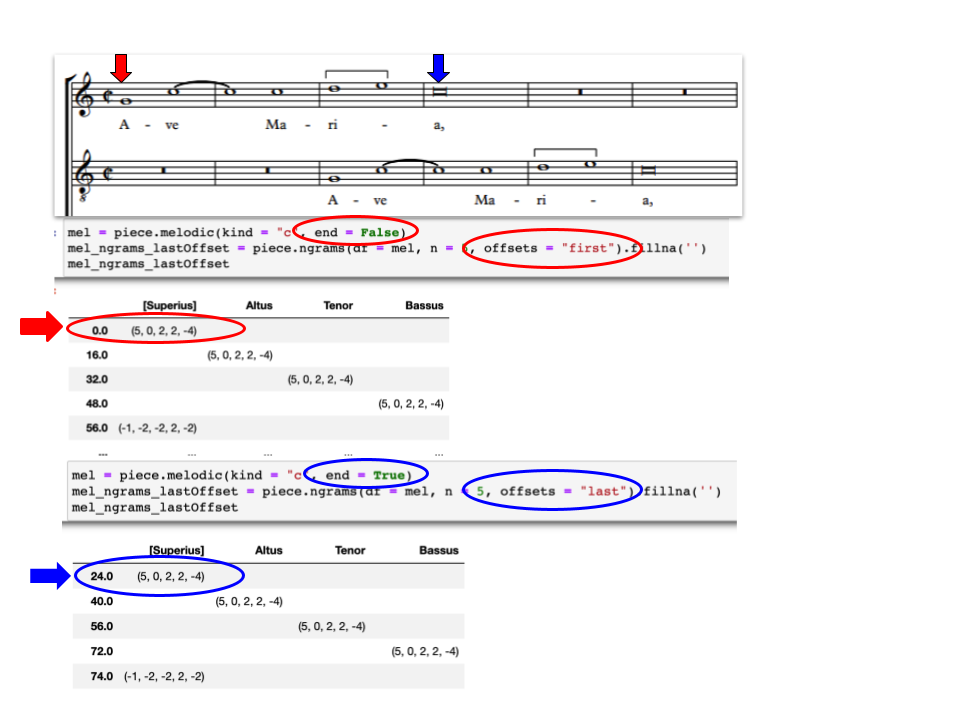 A - ve Ma - ri - a,
8
A - ve Ma - ri - a,
mel = piece.melodic(kind = "c , end = False)
mel_ngrams_lastOffset = piece.ngrams(df = mel, n = , offsets = "first").fillna('')
mel_ngrams_lastOffset
[Superius] Altus Tenor Bassus
0.0 (5, 0, 2, 2, -4)
16.0 (5, 0, 2, 2, -4)
32.0 (5, 0, 2, 2, -4)
48.0 (5, 0, 2, 2, -4)
56.0 (-1, -2, -2, 2, -2)
... ... ... ... ...
mel = piece.melodic(kind = "c , end = True)
mel_ngrams_lastOffset = piece.ngrams(df = mel, n = 5, offsets = "last").fillna('')
mel_ngrams_lastOffset
[Superius] Altus Tenor Bassus
24.0 (5, 0, 2, 2, -4)
40.0 (5, 0, 2, 2, -4)
56.0 (5, 0, 2, 2, -4)
72.0 (5, 0, 2, 2, -4)
74.0 (-1, -2, -2, 2, -2)